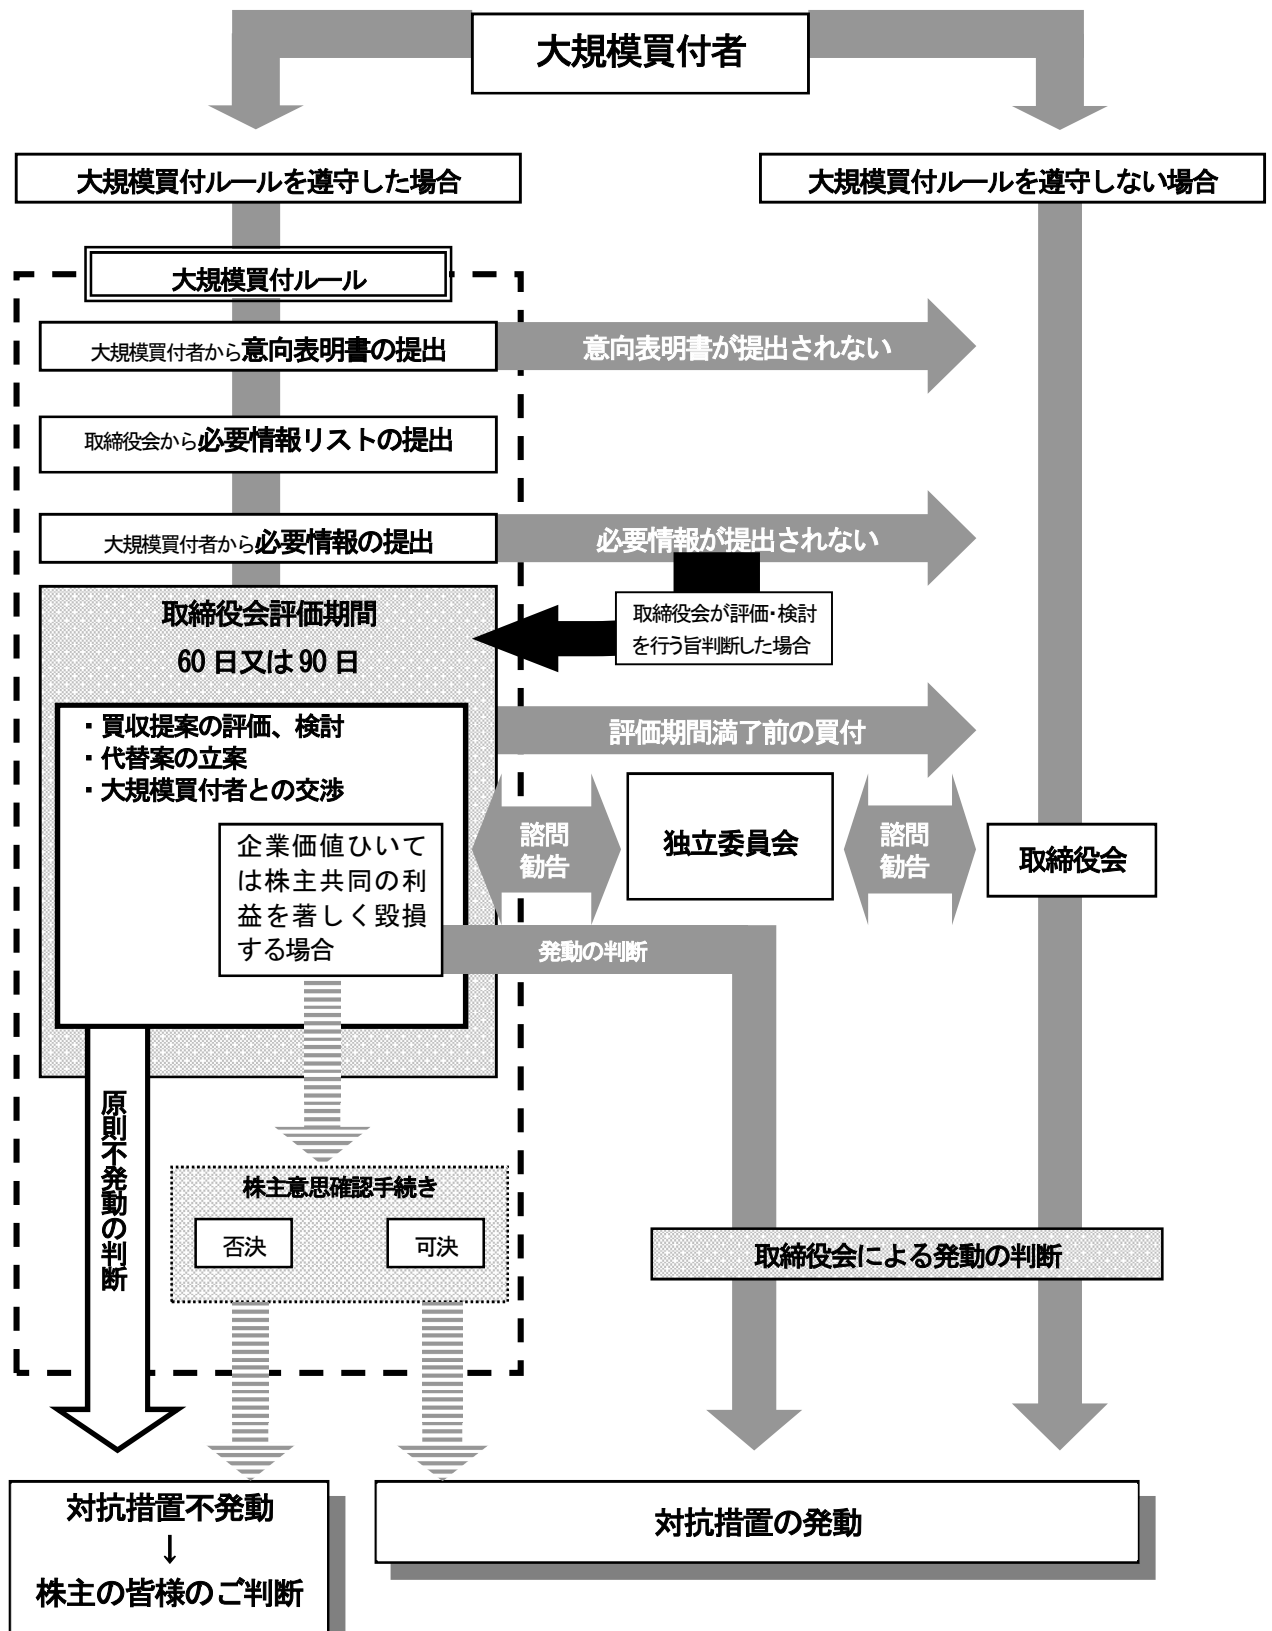 大規模買付者
大規模買付ルールを遵守した場合
大規模買付ルールを遵守しない場合
大規模買付ルール
大規模買付者から意向表明書の提出
意向表明書が提出されない
取締役会から必要情報リストの提出
大規模買付者から必要情報の提出
必要情報が提出されない
取締役会評価期間
60日又は90日
取締役会が評価・検討
を行う旨判断した場合
・買収提案の評価、検討
・代替案の立案
・大規模買付者との交渉
評価期間満了前の買付
企業価値ひいて
は株主共同の利
益を著しく毀損
する場合
諮問
勧告
独立委員会
諮問
勧告
取締役会
発動の判断
原則不発動の判断
株主意思確認手続き
否決
可決
取締役会による発動の判断
対抗措置不発動
↓
株主の皆様のご判断
対抗措置の発動